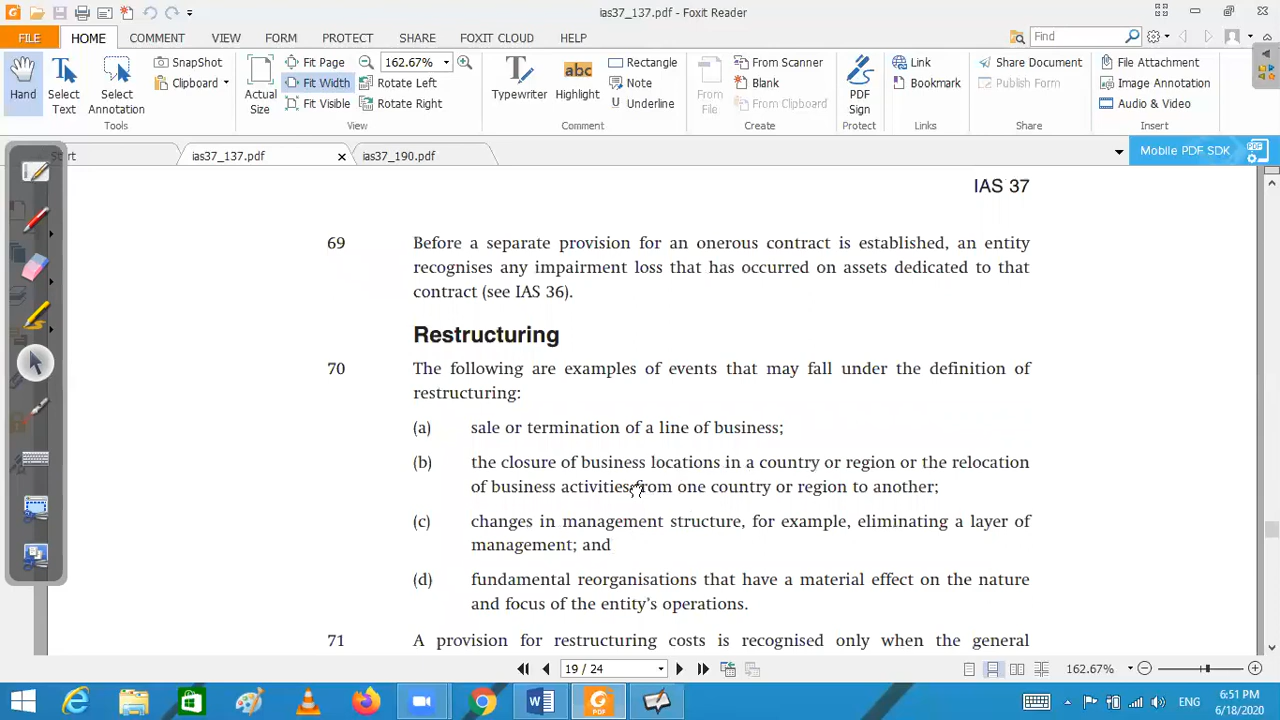 ias37_137.pdf - Foxit Reader
FILE HOME COMMENT VIEW FORM PROTECT SHARE FOXIT CLOUD HELP Find
Hand
Select Text
Select Annotation
SnapShot
Clipboard
Tools
Actual Size
Fit Page
Fit Width
Fit Visible
162.67%
Rotate Left
Rotate Right
View
Typewriter
Highlight
Rectangle
Note
Underline
Comment
From File
From Scanner
Blank
From Clipboard
Create
PDF Sign
Protect
Link
Bookmark
Links
Share Document
Publish Form
Share
File Attachment
Image Annotation
Audio & Video
Insert
ias37_137.pdf ias37_190.pdf Mobile PDF SDK
IAS 37
69 Before a separate provision for an onerous contract is established, an entity
recognises any impairment loss that has occurred on assets dedicated to that
contract (see IAS 36).
Restructuring
70 The following are examples of events that may fall under the definition of
restructuring:
(a) sale or termination of a line of business;
(b) the closure of business locations in a country or region or the relocation
of business activities from one country or region to another;
(c) changes in management structure, for example, eliminating a layer of
management; and
(d) fundamental reorganisations that have a material effect on the nature
and focus of the entity's operations.
71 A provision for restructuring costs is recognised only when the general
19 / 24 162.67%
ENG 6:51 PM
6/18/2020